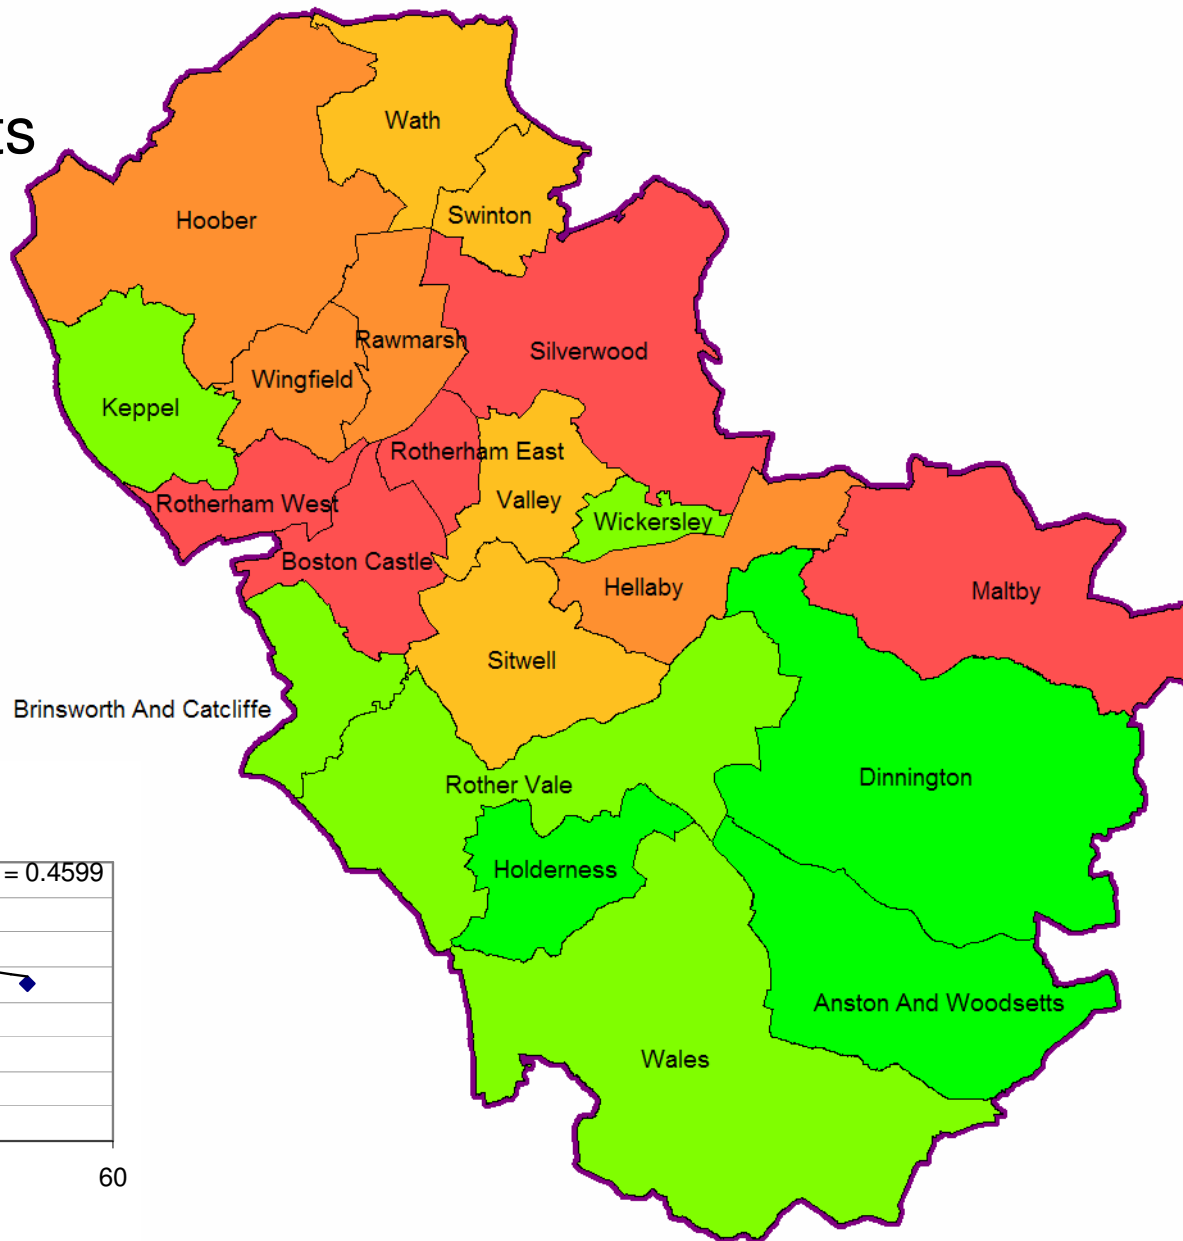 ts
Wath
Swinton
Hoober
Rawmarsh
Silverwood
Wingfield
Keppel
Rotherham East
Valley
Rotherham West
Wickersley
Boston Castle
Hellaby
Maltby
Sitwell
Brinsworth And Catcliffe
Rother Vale
Dinnington
Holderness
= 0.4599
Anston And Woodsetts
Wales
60